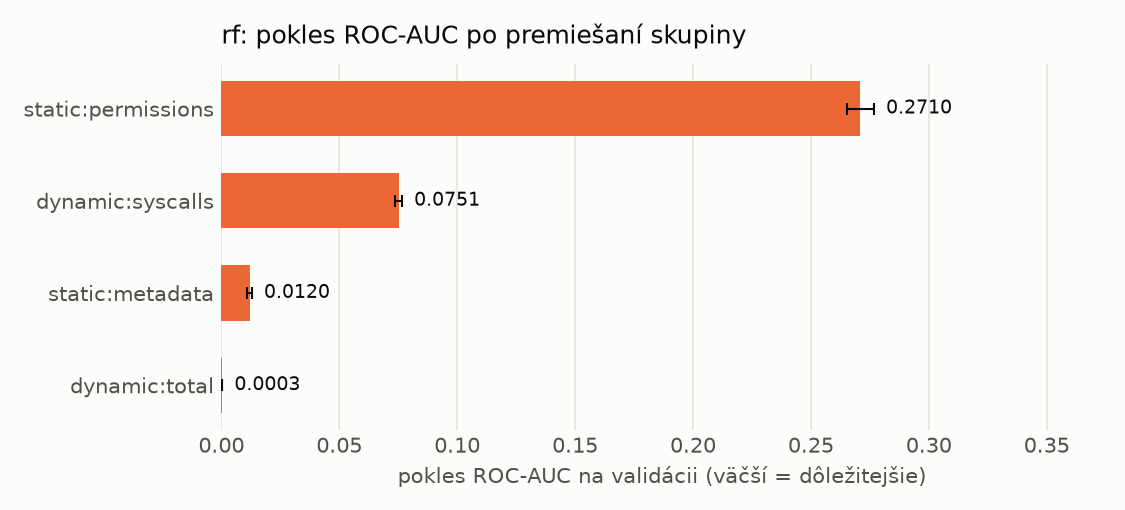 rf: pokles ROC-AUC po premiešaní skupiny
static:permissions
0.2710
dynamic:syscalls
0.0751
static:metadata
0.0120
dynamic:total
0.0003
0.00 0.05 0.10 0.15 0.20 0.25 0.30 0.35
pokles ROC-AUC na validácii (väčší = dôležitejšie)